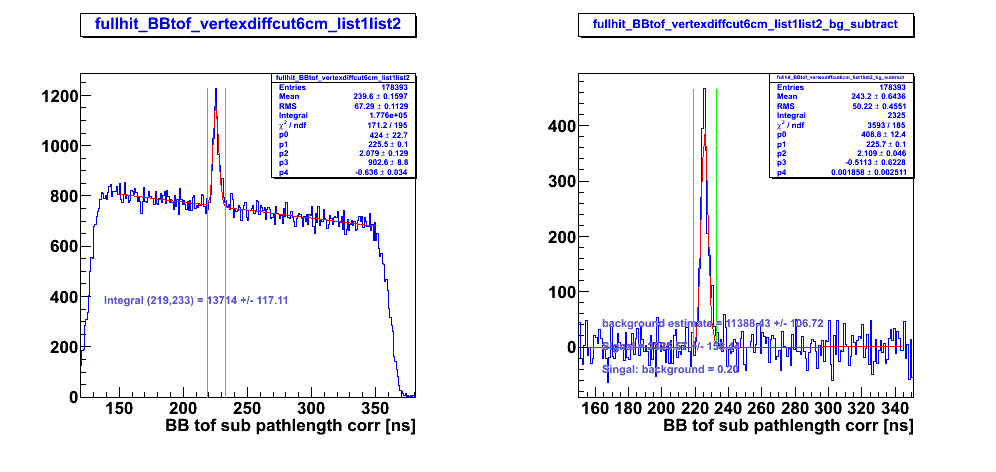 fullhit_BBtof_vertexdiffcut6cm_list1list2
fullhit_BBtof_vertexdiffcut6cm_list1list2
Entries 178393
Mean 239.6 ± 0.1597
RMS 67.29 ± 0.1129
Integral 1.776e+05
χ² / ndf 171.2 / 195
p0 424 ± 22.7
p1 225.5 ± 0.1
p2 2.079 ± 0.129
p3 902.6 ± 8.8
p4 -0.636 ± 0.034
1200
1000
800
600
400
200
0
Integral (219,233) = 13714 +/- 117.11
150 200 250 300 350
BB tof sub pathlength corr [ns]
fullhit_BBtof_vertexdiffcut6cm_list1list2_bg_subtract
fullhit_BBtof_vertexdiffcut6cm_list1list2_bg_subtract
Entries 178393
Mean 243.2 ± 0.6436
RMS 50.22 ± 0.4551
Integral 2325
χ² / ndf 3593 / 185
p0 408.8 ± 12.4
p1 225.7 ± 0.1
p2 2.109 ± 0.046
p3 -0.5113 ± 0.6228
p4 0.001858 ± 0.002511
400
300
200
100
0
background estimate = 11388.43 +/- 106.72
Singal: background = 0.20
160 180 200 220 240 260 280 300 320 340
BB tof sub pathlength corr [ns]